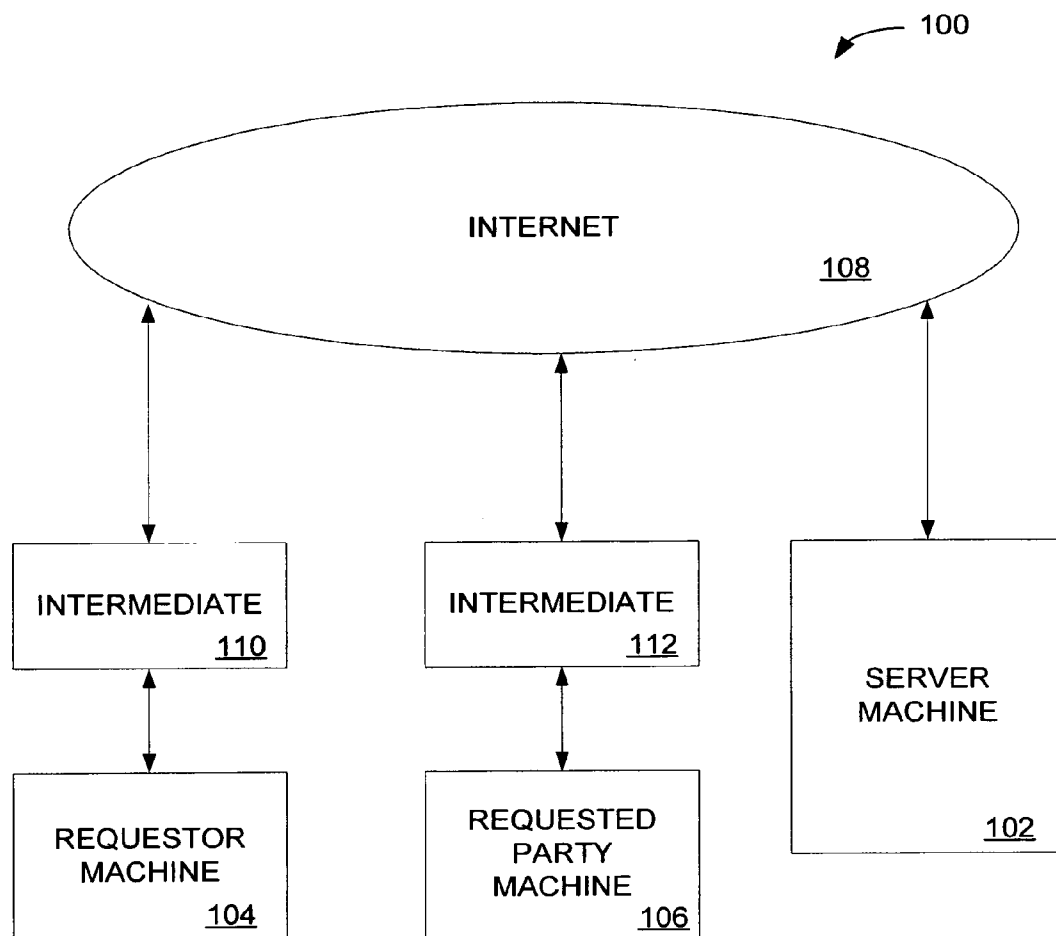 100
INTERNET
108
INTERMEDIATE
110
INTERMEDIATE
112
SERVER
MACHINE
102
REQUESTOR
MACHINE
104
REQUESTED
PARTY
MACHINE
106